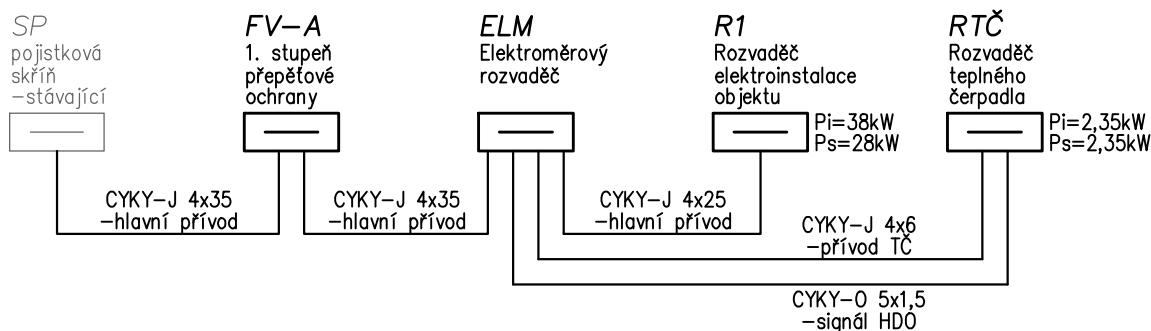 SP
pojistková
skříň
-stávající
FV-A
1. stupeň
přepěťové
ochrany
ELM
Elektroměrový
rozvaděč
R1
Rozvaděč
elektroinstalace
objektu
Pi=38kW
Ps=28kW
RTČ
Rozvaděč
teplného
čerpadla
Pi=2,35kW
Ps=2,35kW
CYKY-J 4x35
-hlavní přívod
CYKY-J 4x35
-hlavní přívod
CYKY-J 4x25
-hlavní přívod
CYKY-J 4x6
-přívod TČ
CYKY-O 5x1,5
-signál HDO